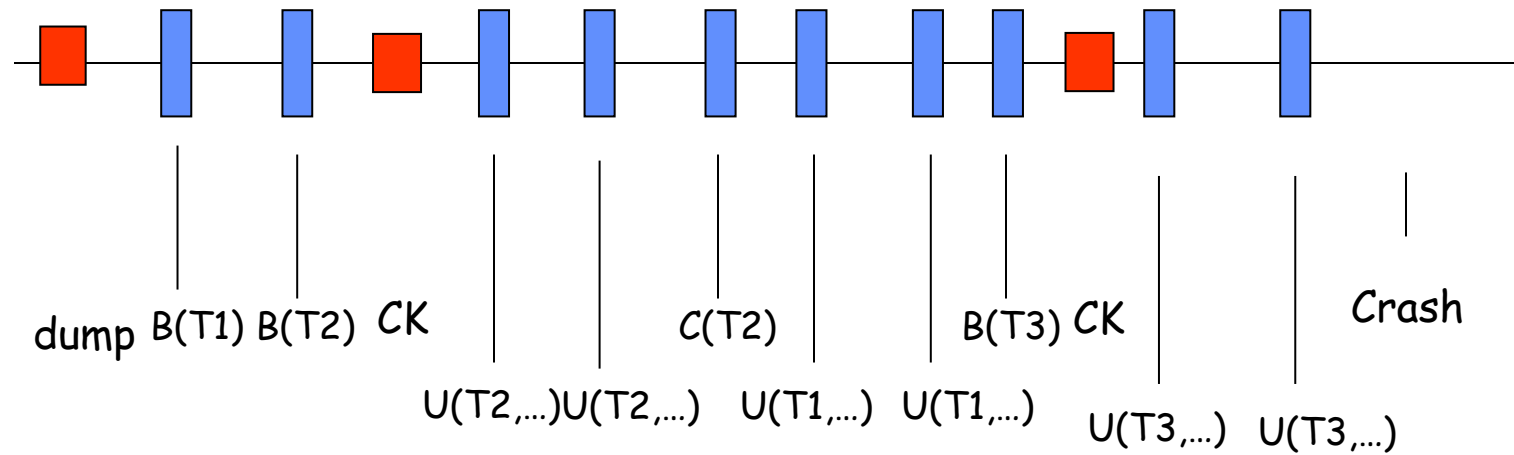 dump B(T1) B(T2) CK C(T2) B(T3) CK Crash
U(T2,...)U(T2,...) U(T1,...) U(T1,...) U(T3,...) U(T3,...)